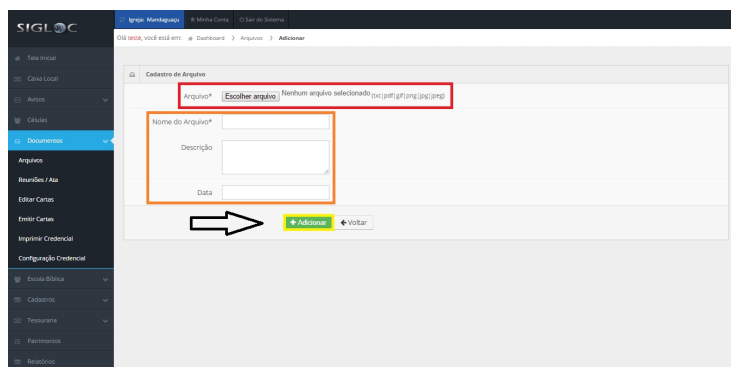 SIGLOC
Igreja: Mandaguaçu Minha Conta Sair do Sistema
Olá teste, você está em: Dashboard > Arquivos > Adicionar
Tela Inicial
Caixa Local
Avisos
Células
Documentos
Arquivos
Reuniões / Ata
Editar Cartas
Emitir Cartas
Imprimir Credencial
Configuração Credencial
Escola Bíblica
Cadastros
Tesouraria
Patrimonios
Relatórios
Cadastro de Arquivo
Arquivo* Escolher arquivo Nenhum arquivo selecionado (txt|pdf|gif|png|jpg|jpeg)
Nome do Arquivo*
Descrição
Data
+ Adicionar Voltar